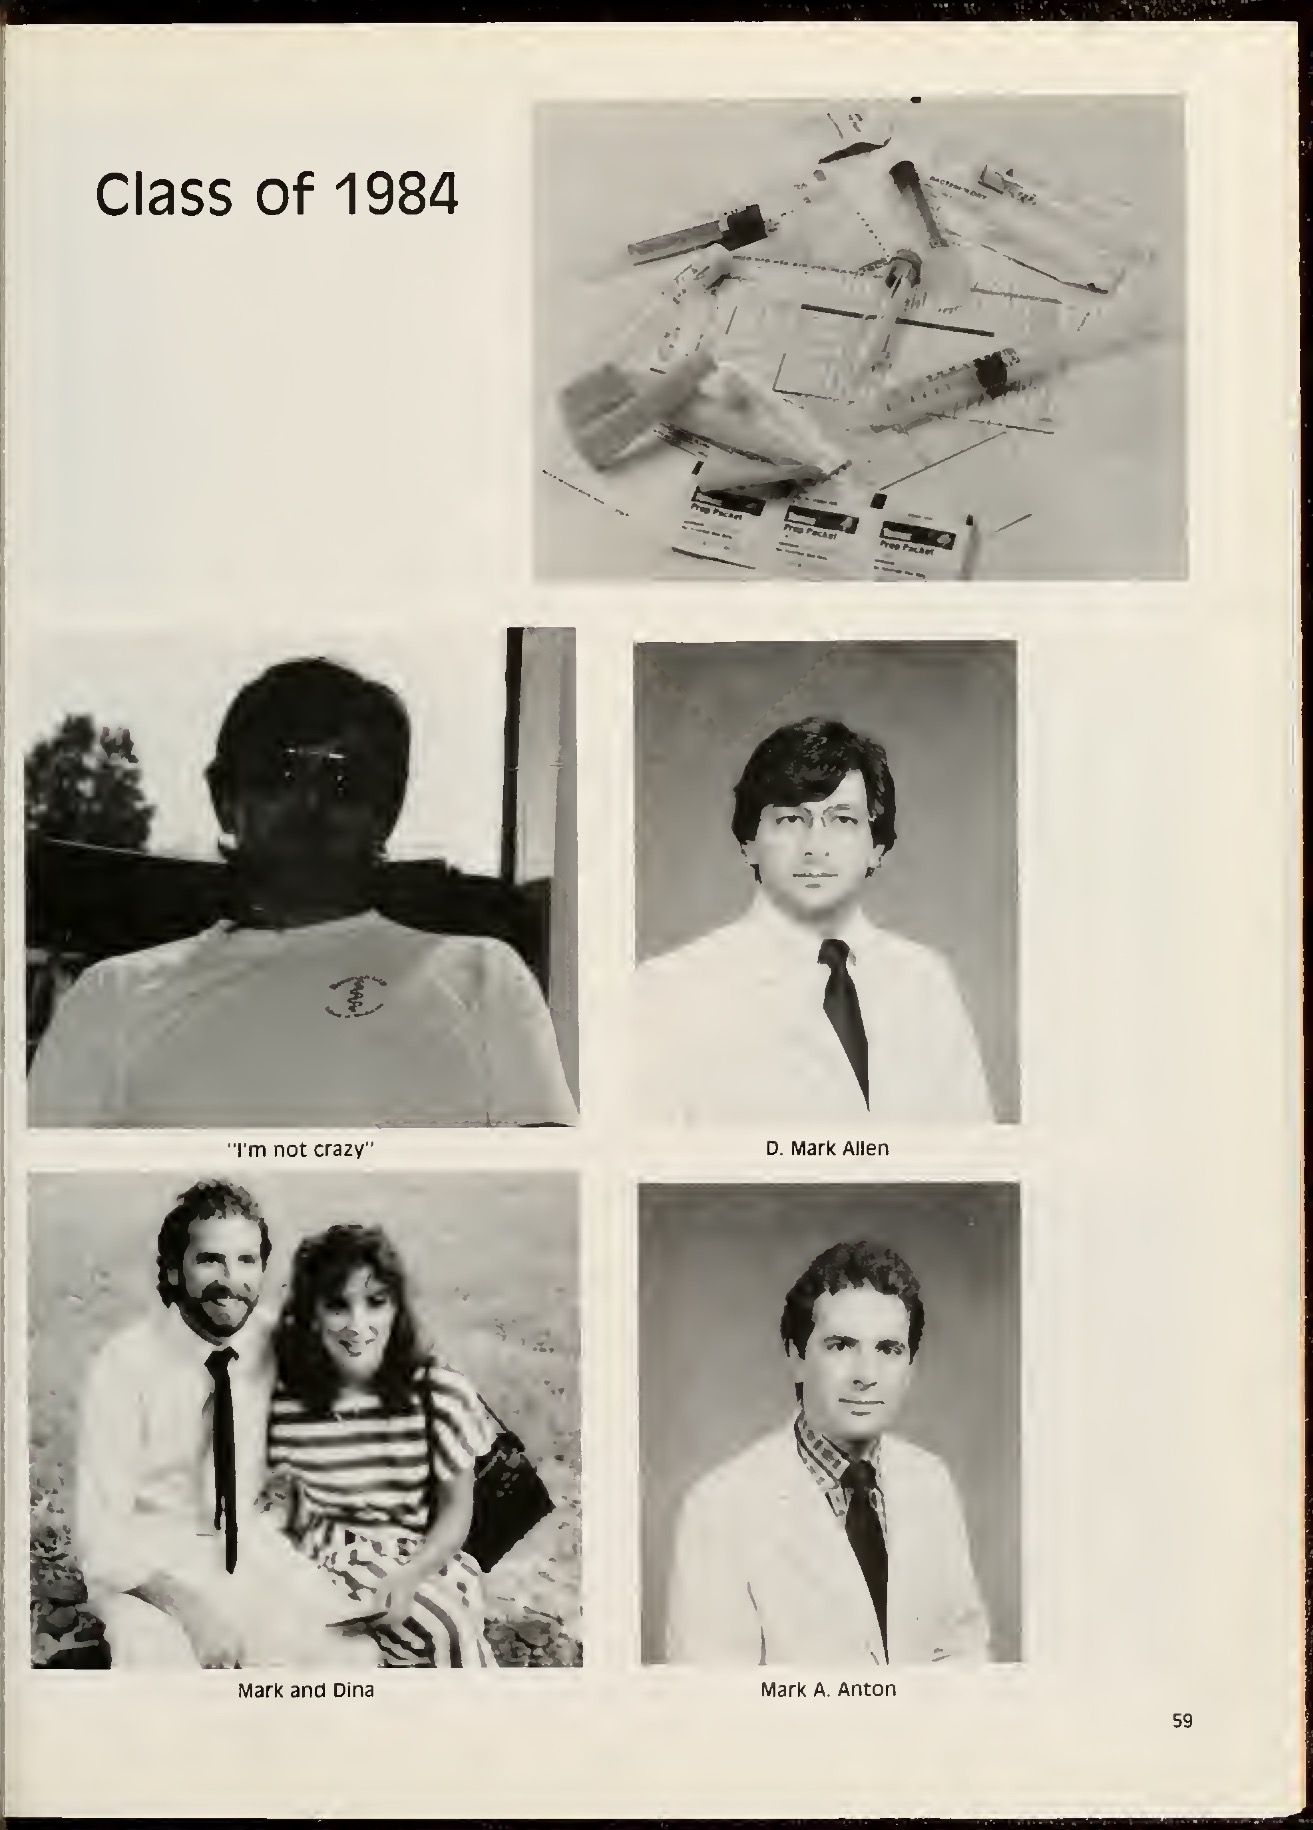 Class of 1984
Prep Packet
Prep Packet
Prep Packet
"I'm not crazy"
D. Mark Allen
Mark and Dina
Mark A. Anton
59